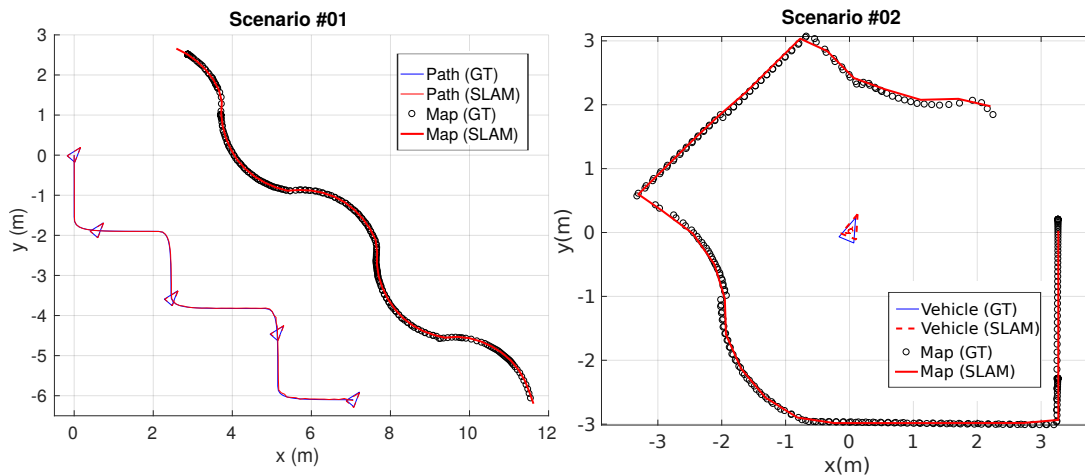 Scenario #01
3
2
1
0
-1
-2
-3
-4
-5
-6
y (m)
0
2
4
6
8
10
12
x (m)
Path (GT)
Path (SLAM)
Map (GT)
Map (SLAM)
Scenario #02
3
2
1
0
-1
-2
-3
y(m)
-3
-2
-1
0
1
2
3
x(m)
Vehicle (GT)
Vehicle (SLAM)
Map (GT)
Map (SLAM)